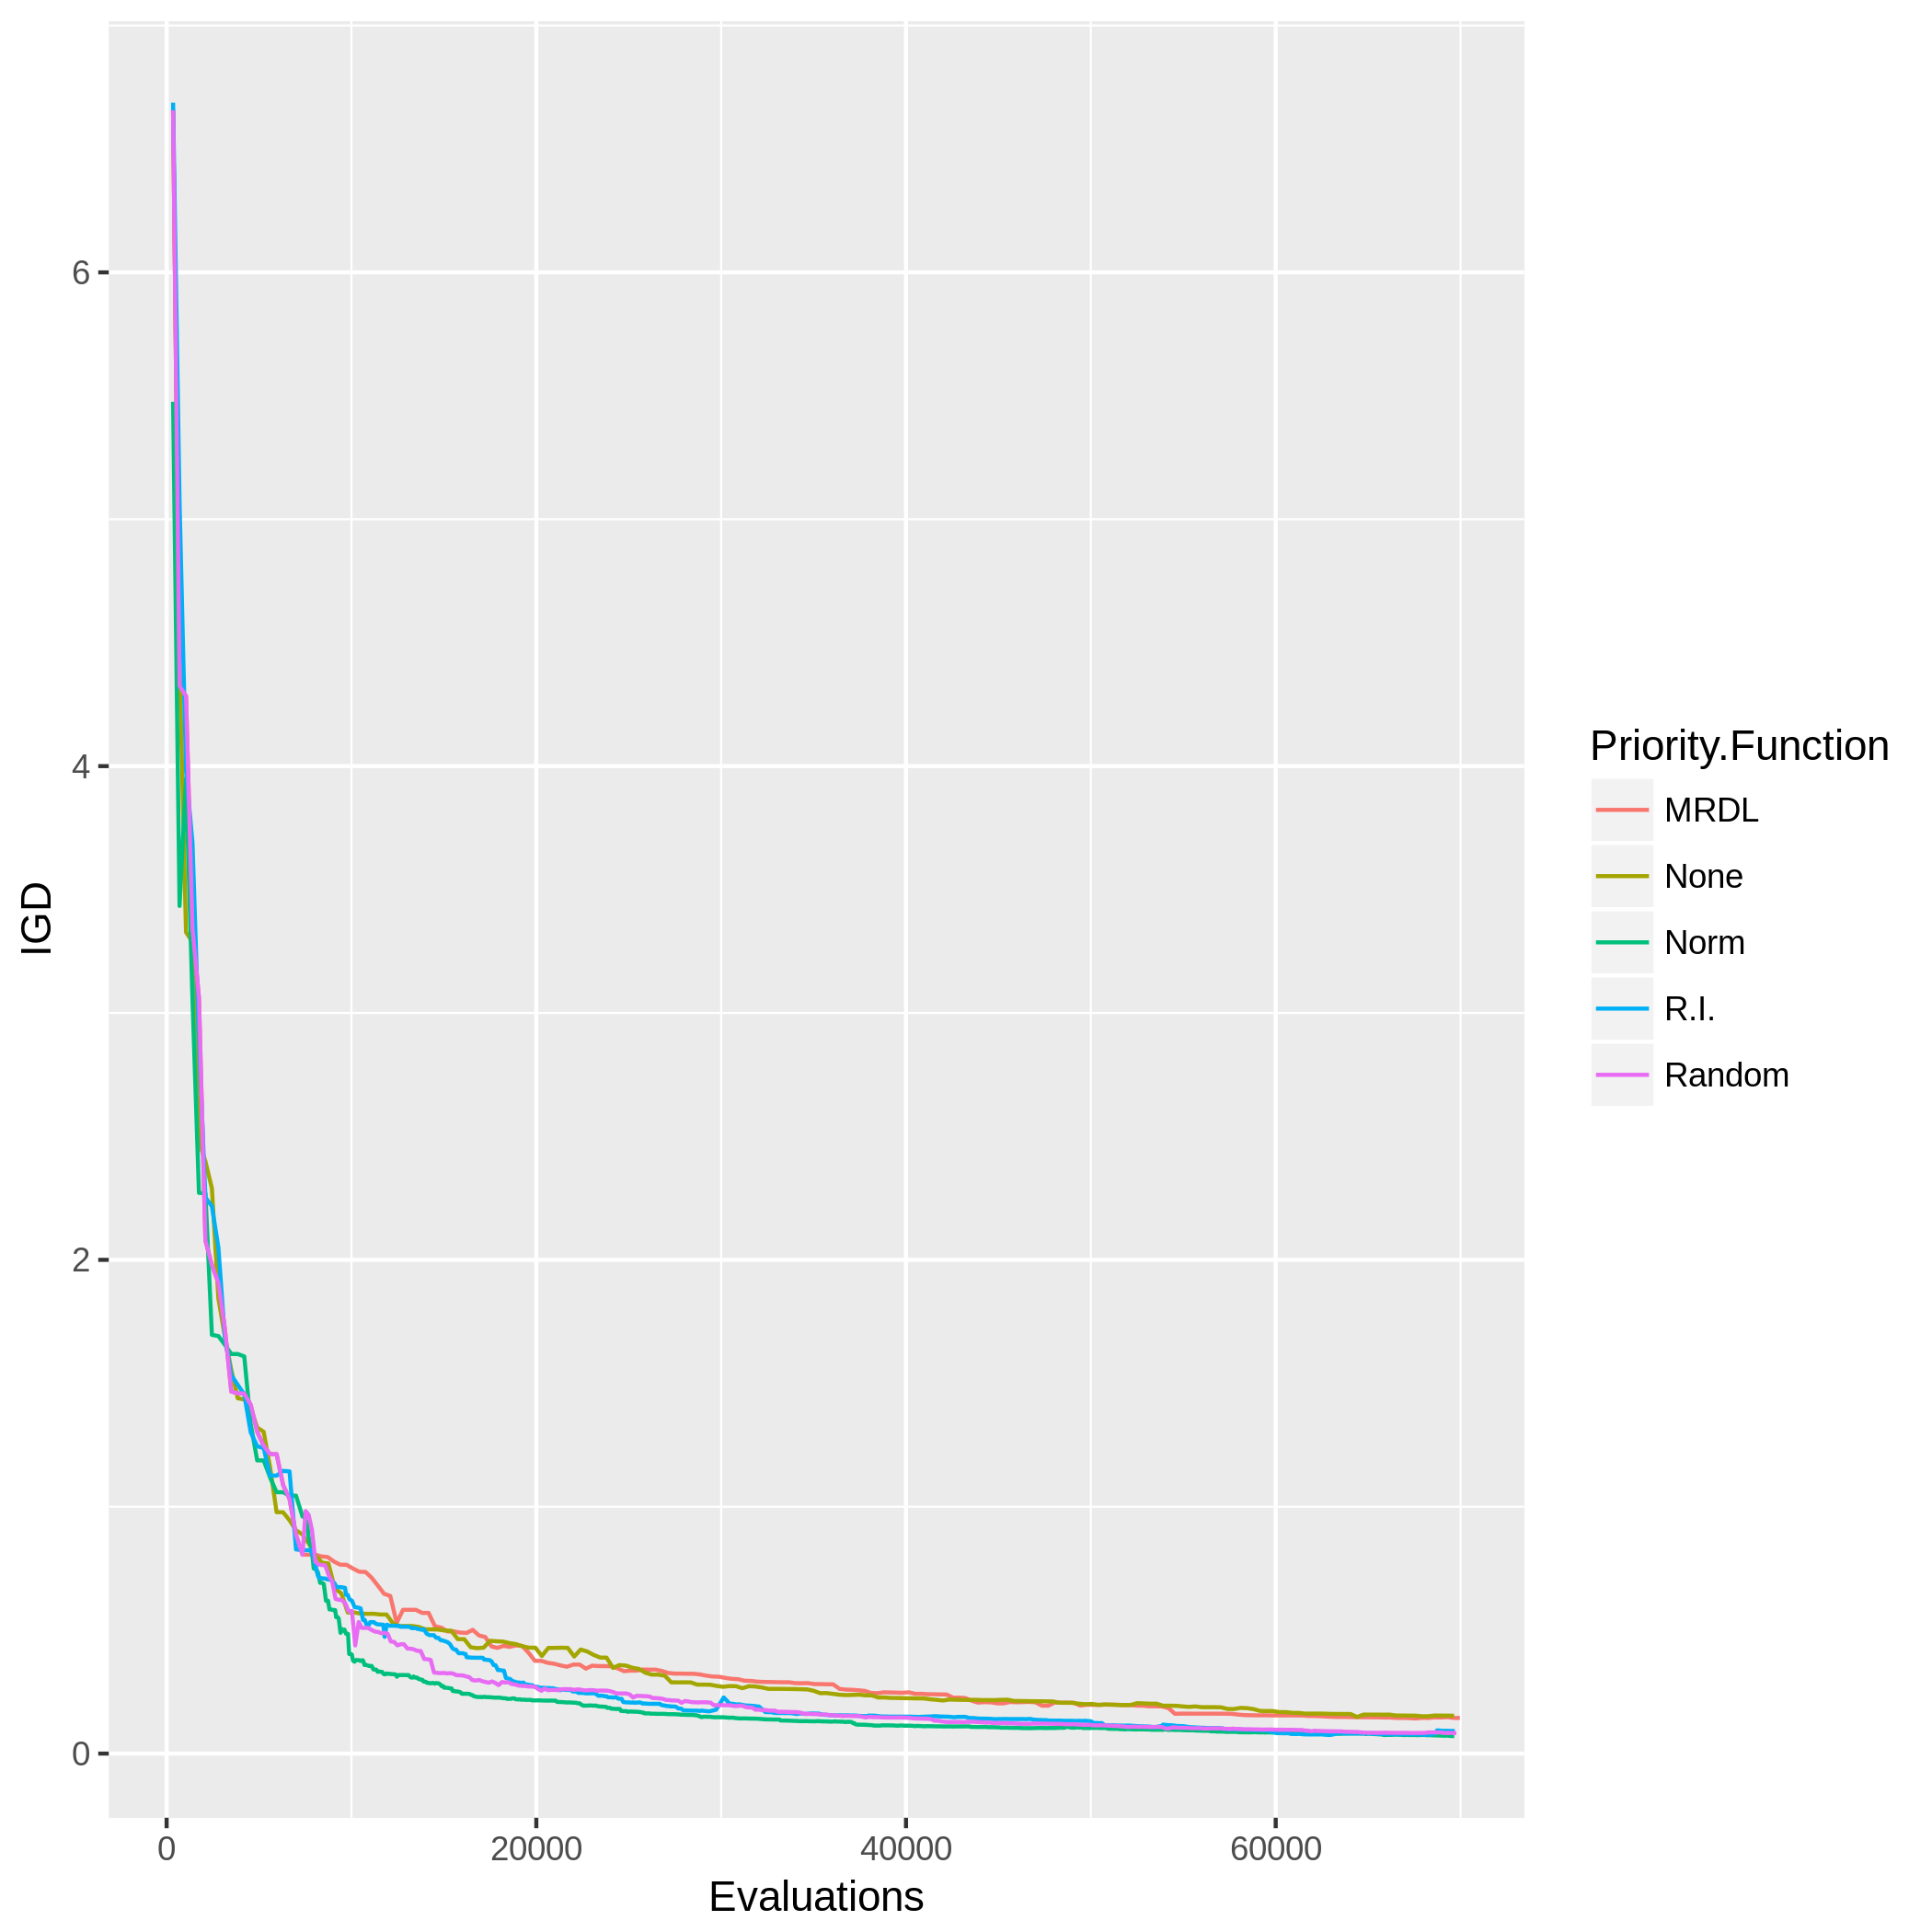 IGD
6
4
2
0
0 20000 40000 60000
Evaluations
Priority.Function
MRDL
None
Norm
R.I.
Random